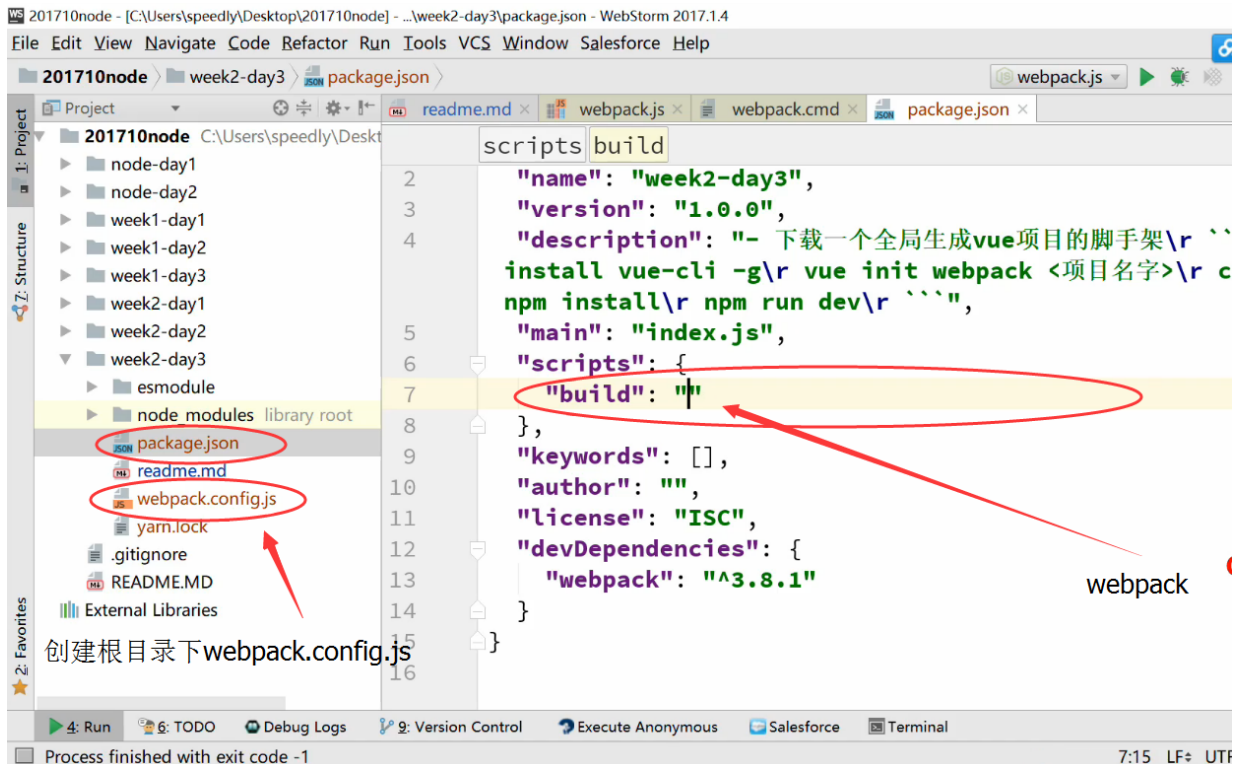 201710node - [C:\Users\speedly\Desktop\201710node] - ...\week2-day3\package.json - WebStorm 2017.1.4
File Edit View Navigate Code Refactor Run Tools VCS Window Salesforce Help
201710node week2-day3 package.json webpack.js
Project readme.md webpack.js webpack.cmd package.json
1: Project
7: Structure
2: Favorites
201710node C:\Users\speedly\Deskt
node-day1
node-day2
week1-day1
week1-day2
week1-day3
week2-day1
week2-day2
week2-day3
esmodule
node_modules library root
package.json
readme.md
webpack.config.js
yarn.lock
.gitignore
README.MD
External Libraries
创建根目录下webpack.config.js
scripts build
2 "name": "week2-day3",
3 "version": "1.0.0",
4 "description": "- 下载一个全局生成vue项目的脚手架\r ``
install vue-cli -g\r vue init webpack <项目名字>\r c
npm install\r npm run dev\r ```",
5 "main": "index.js",
6 "scripts": {
7 "build": ""
8 },
9 "keywords": [],
10 "author": "",
11 "license": "ISC",
12 "devDependencies": {
13 "webpack": "^3.8.1"
14 }
15 }
16
webpack
4: Run 6: TODO Debug Logs 9: Version Control Execute Anonymous Salesforce Terminal
Process finished with exit code -1 7:15 LF UTF